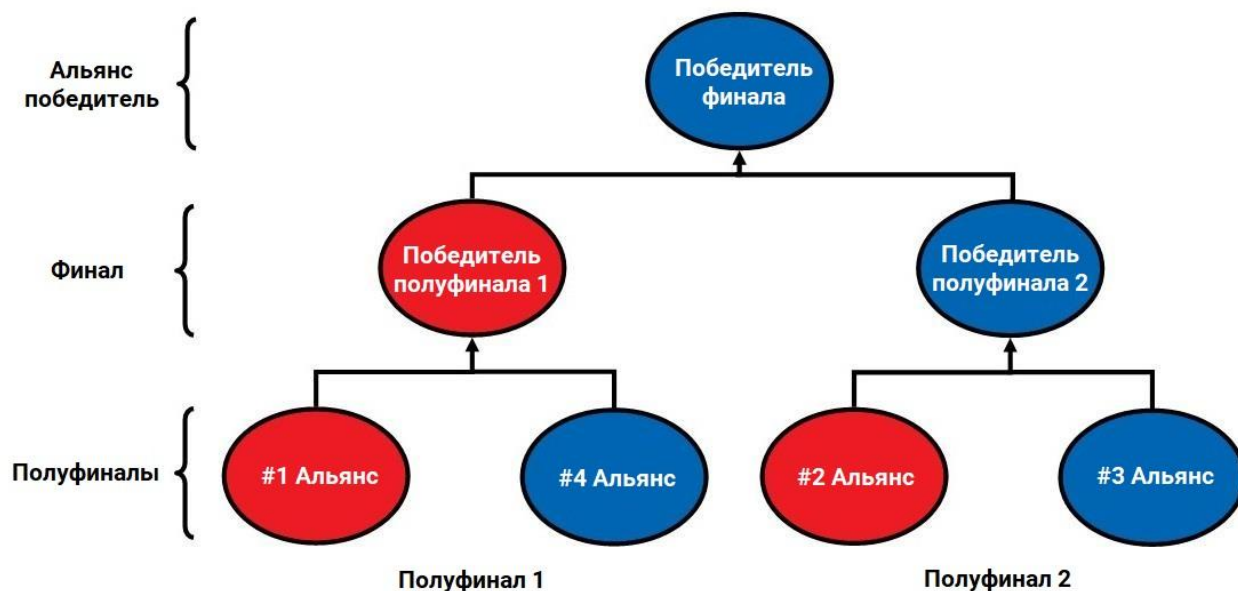 Альянс
победитель
Победитель
финала
Финал
Победитель
полуфинала 1
Победитель
полуфинала 2
Полуфиналы
#1 Альянс
#4 Альянс
#2 Альянс
#3 Альянс
Полуфинал 1
Полуфинал 2